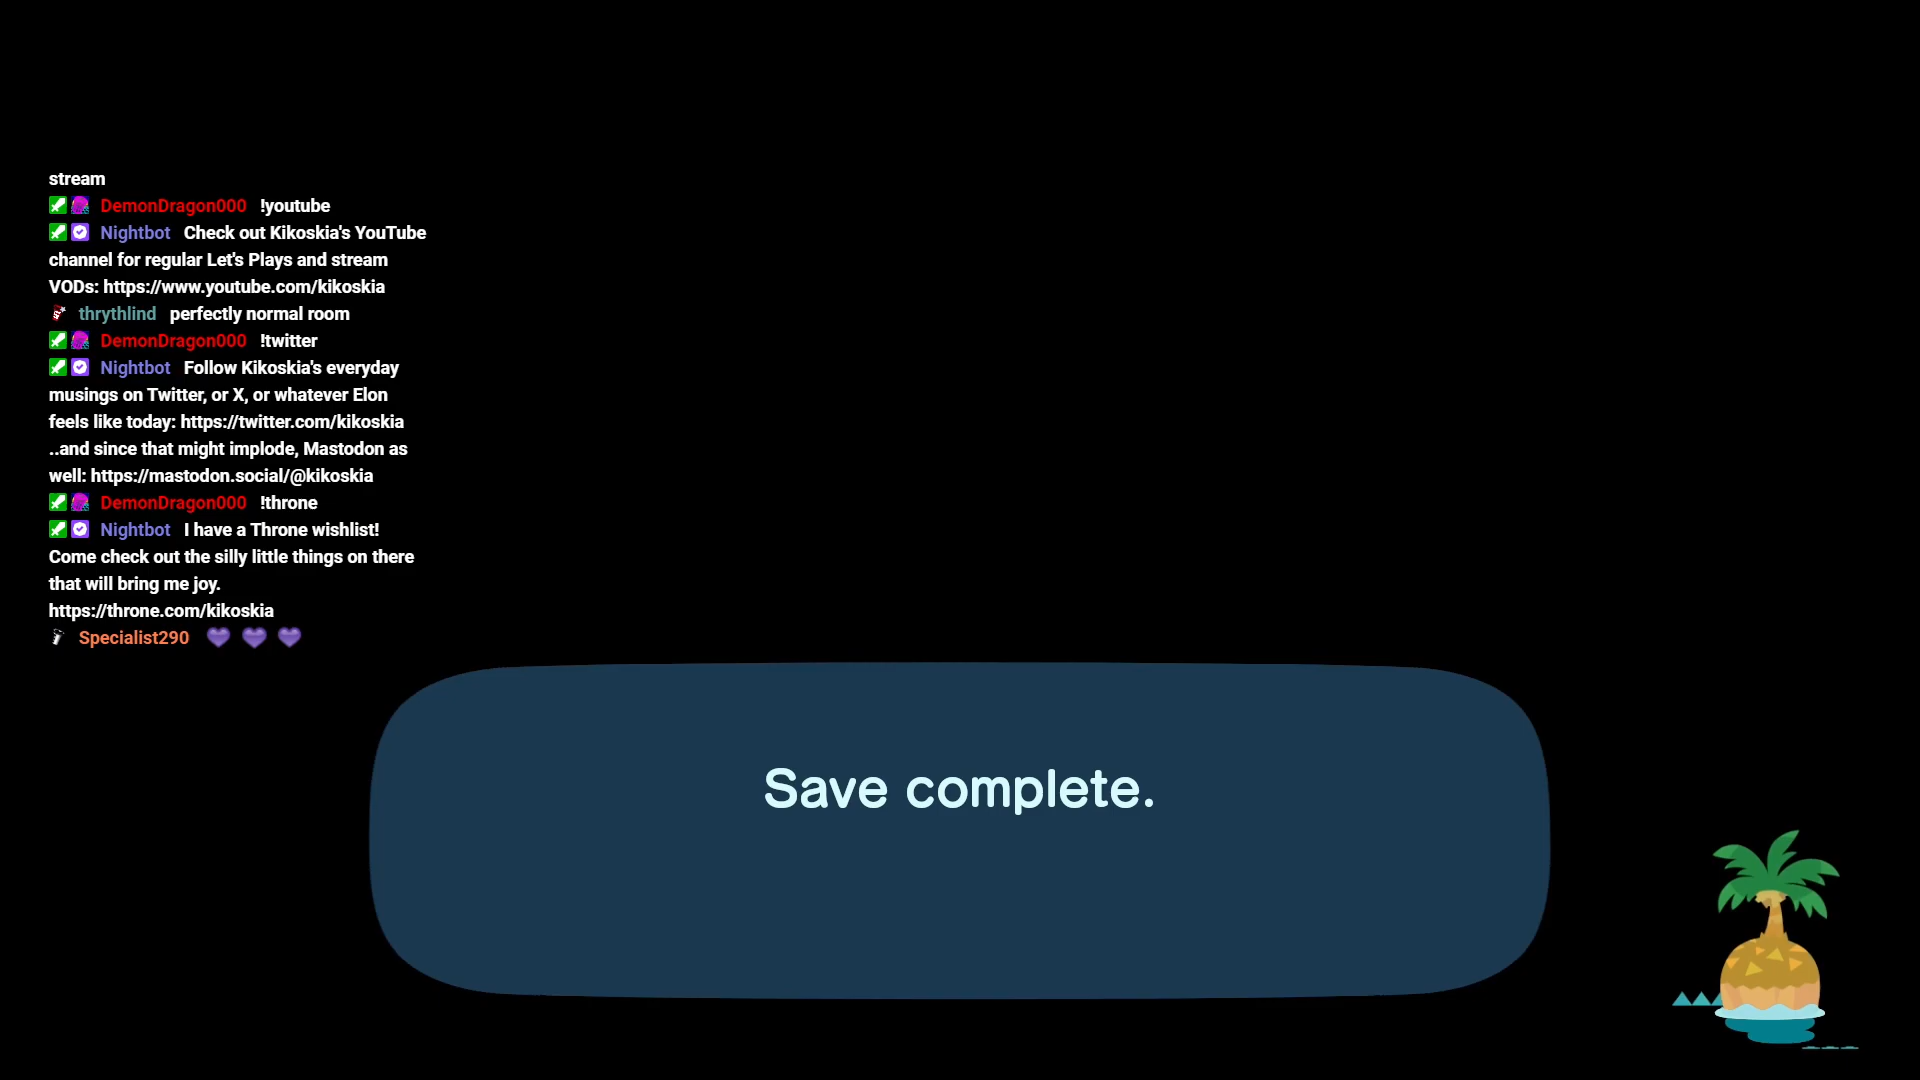 stream
DemonDragon000 !youtube
Nightbot Check out Kikoskia's YouTube
channel for regular Let's Plays and stream
VODs: https://www.youtube.com/kikoskia
thrythlind perfectly normal room
DemonDragon000 !twitter
Nightbot Follow Kikoskia's everyday
musings on Twitter, or X, or whatever Elon
feels like today: https://twitter.com/kikoskia
..and since that might implode, Mastodon as
well: https://mastodon.social/@kikoskia
DemonDragon000 !throne
Nightbot I have a Throne wishlist!
Come check out the silly little things on there
that will bring me joy.
https://throne.com/kikoskia
Specialist290 💜 💜 💜
Save complete.